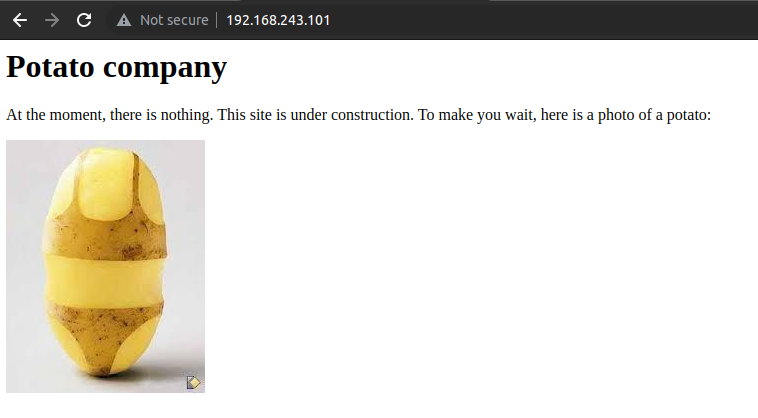 Not secure | 192.168.243.101
Potato company
At the moment, there is nothing. This site is under construction. To make you wait, here is a photo of a potato: